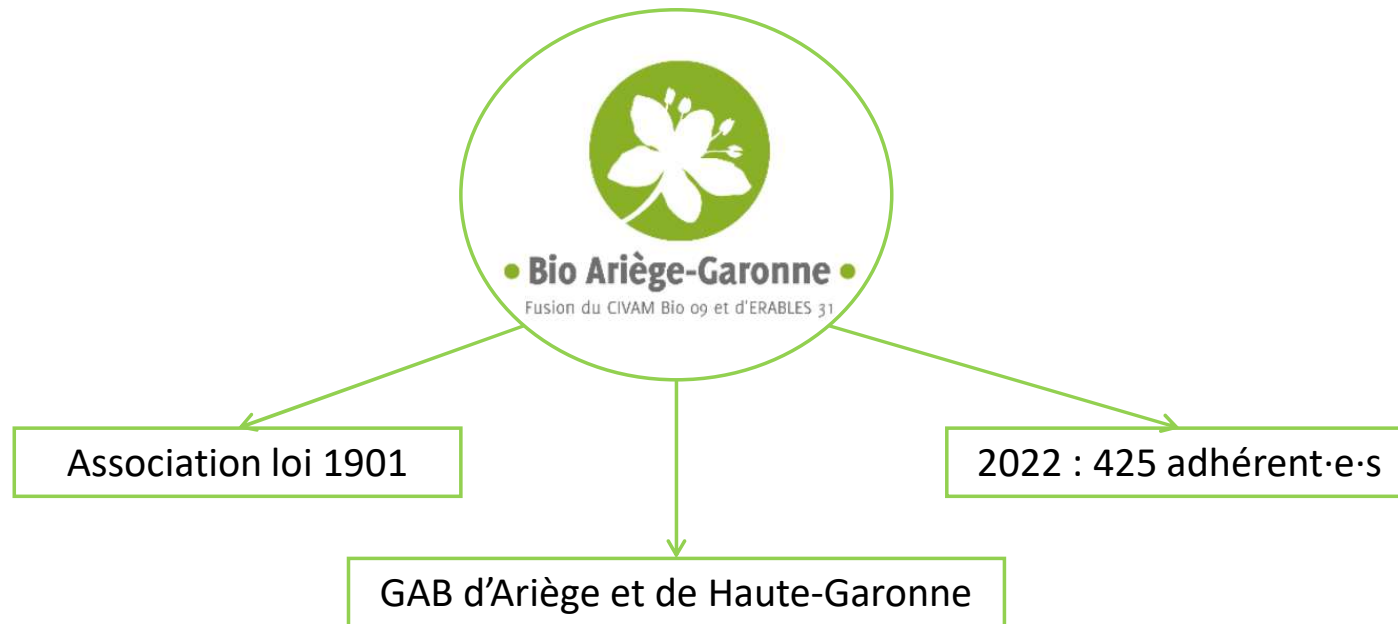 • Bio Ariège-Garonne •
Fusion du CIVAM Bio 09 et d'ERABLES 31
Association loi 1901
2022 : 425 adhérent·e·s
GAB d’Ariège et de Haute-Garonne